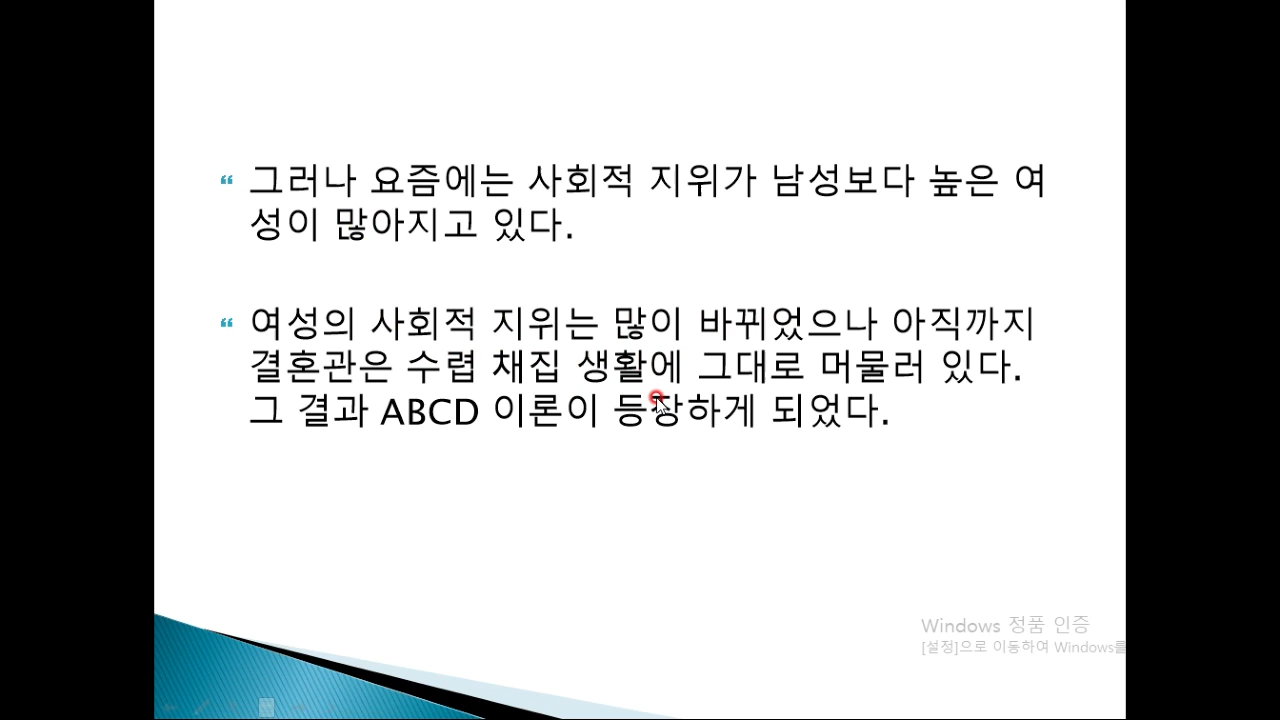 그러나 요즘에는 사회적 지위가 남성보다 높은 여
성이 많아지고 있다.
여성의 사회적 지위는 많이 바뀌었으나 아직까지
결혼관은 수렵 채집 생활에 그대로 머물러 있다.
그 결과 ABCD 이론이 등장하게 되었다.
Windows 정품 인증
[설정]으로 이동하여 Windows를